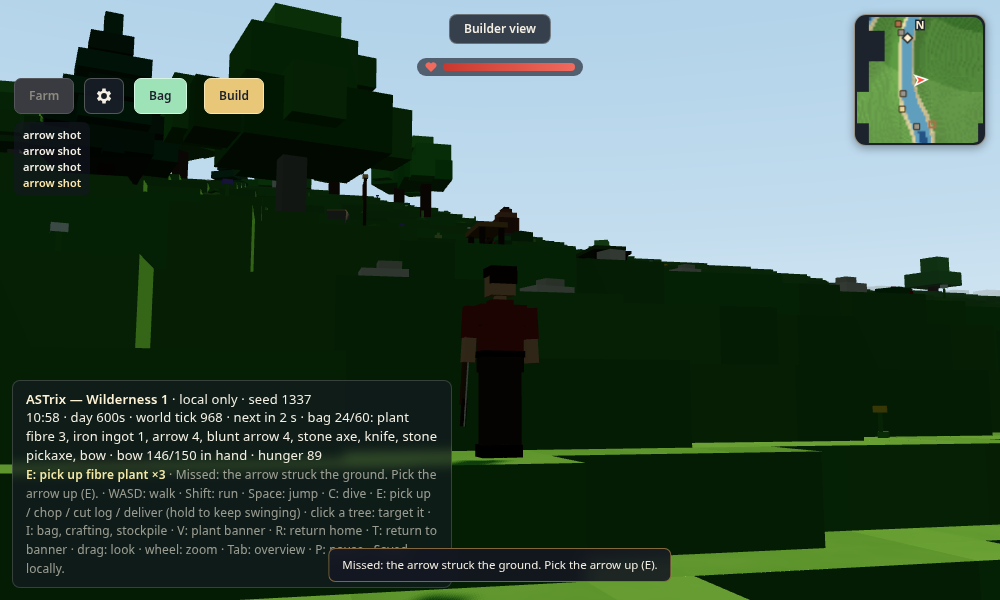 Builder view
N
Farm
Bag
Build
arrow shot
arrow shot
arrow shot
arrow shot
ASTrix — Wilderness 1 · local only · seed 1337
10:58 · day 600s · world tick 968 · next in 2 s · bag 24/60: plant
fibre 3, iron ingot 1, arrow 4, blunt arrow 4, stone axe, knife, stone
pickaxe, bow · bow 146/150 in hand · hunger 89
E: pick up fibre plant ×3 · Missed: the arrow struck the ground. Pick the
arrow up (E). · WASD: walk · Shift: run · Space: jump · C: dive · E: pick up
/ chop / cut log / deliver (hold to keep swinging) · click a tree: target it ·
I: bag, crafting, stockpile · V: plant banner · R: return home · T: return to
banner · drag: look · wheel: zoom · Tab: overview · P:
locally.
Missed: the arrow struck the ground. Pick the arrow up (E).